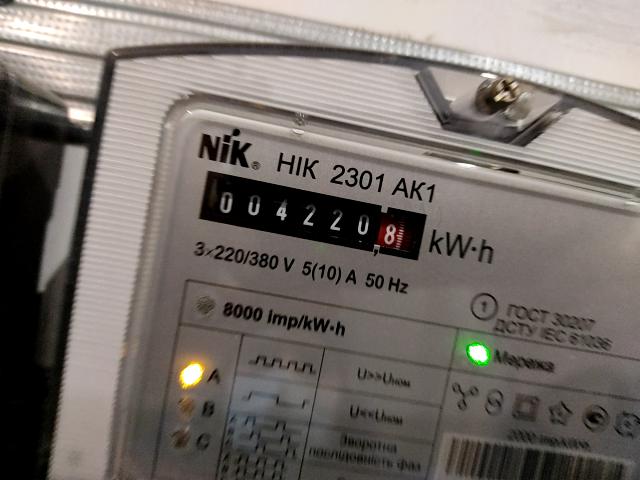 NiK® НІК 2301 АК1
0042208 kW·h
3×220/380 V 5(10) A 50 Hz
8000 imp/kW·h
1 ГОСТ 30207
ДСТУ IEC 61036
Мережа
A
U>>Uном
B
U<<Uном
C
Зворотна
послідовність фаз